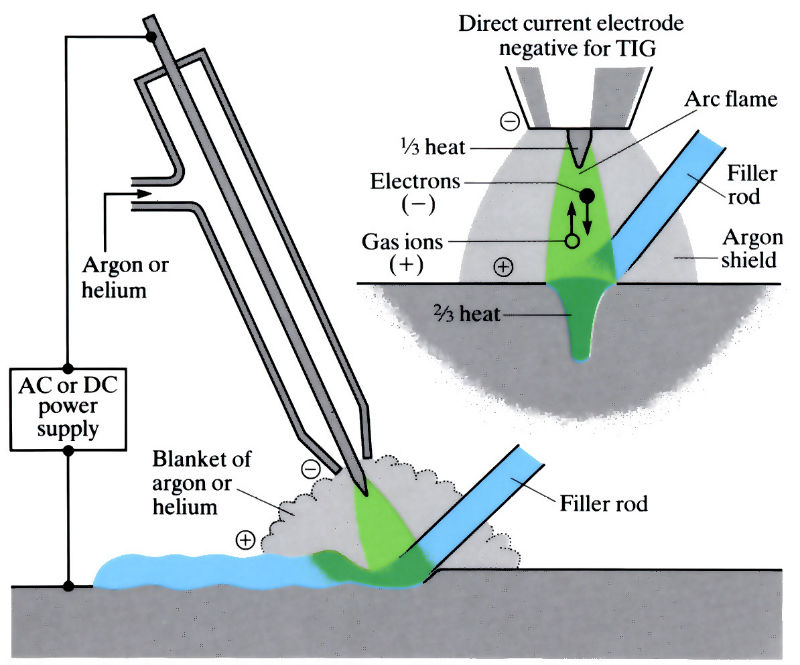 Direct current electrode
negative for TIG
Arc flame
−
⅓ heat
Electrons
(−)
Filler
rod
Gas ions
(+)
+
Argon
shield
⅔ heat
Argon or
helium
AC or DC
power
supply
Blanket of
argon or
helium
−
+
Filler rod